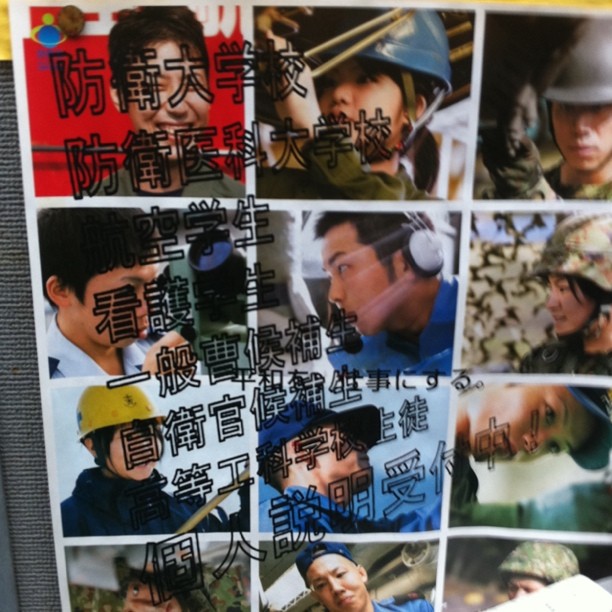 防衛大学校
防衛医科大学校
航空学生
看護学生
一般曹候補生
平和を、仕事にする。
自衛官候補生
高等工科学校生徒
個人説明受付中！